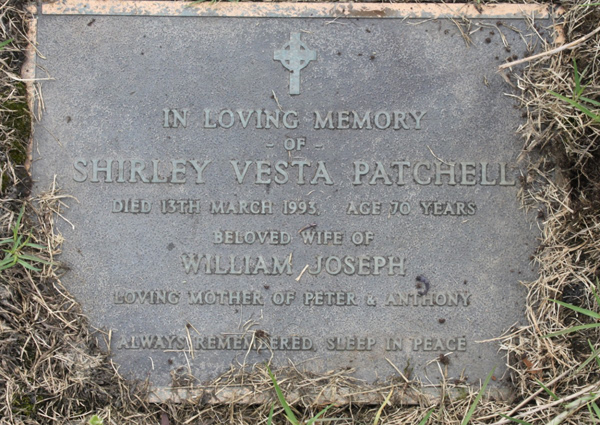 IN LOVING MEMORY
- OF -
SHIRLEY VESTA PATCHELL
DIED 13TH MARCH 1993, AGE 70 YEARS
BELOVED WIFE OF
WILLIAM JOSEPH
LOVING MOTHER OF PETER & ANTHONY
ALWAYS REMEMBERED, SLEEP IN PEACE